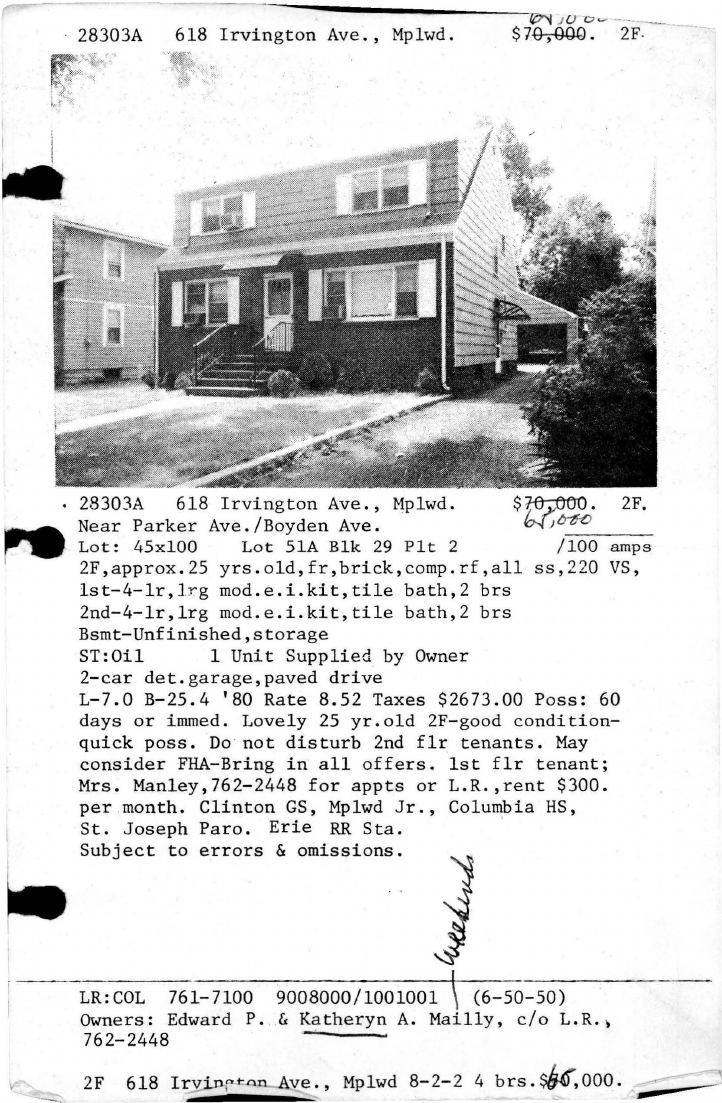 28303A 618 Irvington Ave., Mplwd. $70,000. 2F.
28303A 618 Irvington Ave., Mplwd. $70,000. 2F.
65,000
Near Parker Ave./Boyden Ave.
Lot: 45x100 Lot 51A Blk 29 Plt 2 /100 amps
2F,approx.25 yrs.old,fr,brick,comp.rf,all ss,220 VS,
1st-4-lr,lrg mod.e.i.kit,tile bath,2 brs
2nd-4-lr,lrg mod.e.i.kit,tile bath,2 brs
Bsmt-Unfinished,storage
ST:Oil 1 Unit Supplied by Owner
2-car det.garage,paved drive
L-7.0 B-25.4 '80 Rate 8.52 Taxes $2673.00 Poss: 60
days or immed. Lovely 25 yr.old 2F-good condition-
quick poss. Do not disturb 2nd flr tenants. May
consider FHA-Bring in all offers. 1st flr tenant;
Mrs. Manley,762-2448 for appts or L.R.,rent $300.
per month. Clinton GS, Mplwd Jr., Columbia HS,
St. Joseph Paro. Erie RR Sta.
Subject to errors & omissions.
weekends
LR:COL 761-7100 9008000/1001001 (6-50-50)
Owners: Edward P. & Katheryn A. Mailly, c/o L.R.,
762-2448
2F 618 Irvington Ave., Mplwd 8-2-2 4 brs.$65,000.